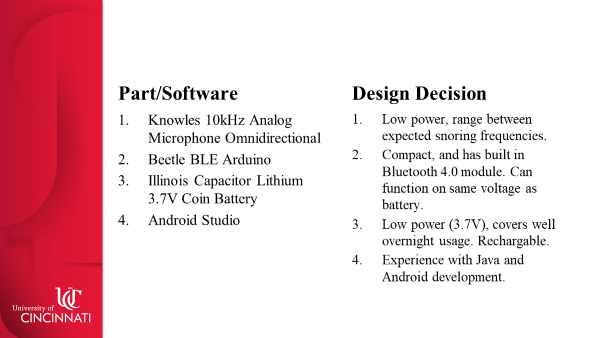 Part/Software
1. Knowles 10kHz Analog
Microphone Omnidirectional
2. Beetle BLE Arduino
3. Illinois Capacitor Lithium
3.7V Coin Battery
4. Android Studio
Design Decision
1. Low power, range between
expected snoring frequencies.
2. Compact, and has built in
Bluetooth 4.0 module. Can
function on same voltage as
battery.
3. Low power (3.7V), covers well
overnight usage. Rechargable.
4. Experience with Java and
Android development.
UC
University of
CINCINNATI